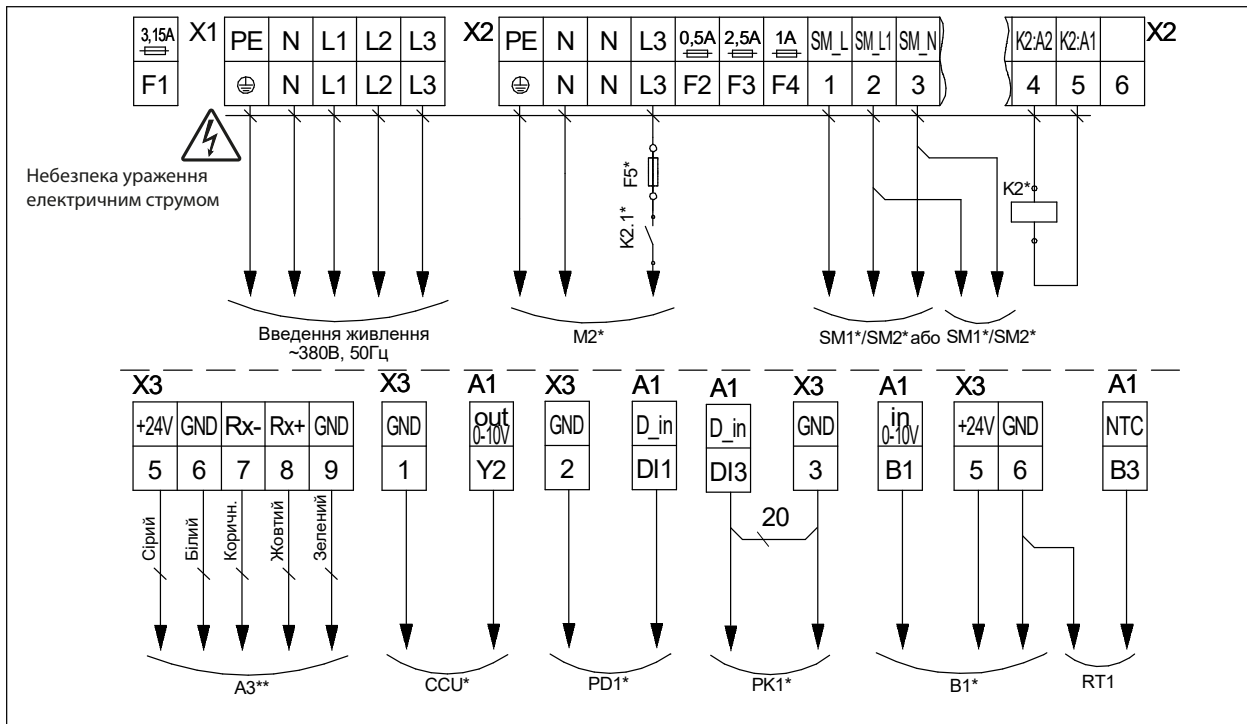 3,15A X1 PE N L1 L2 L3 X2 PE N N L3 0,5A 2,5A 1A SM_L SM_L1 SM_N K2:A2 K2:A1 X2
F1 N L1 L2 L3 N N L3 F2 F3 F4 1 2 3 4 5 6
Небезпека ураження
електричним струмом
F5*
K2.1*
K2*
Введення живлення
~380В, 50Гц
M2*
SM1*/SM2* або SM1*/SM2*
X3 X3 A1 X3 A1 A1 X3 A1 X3 A1
+24V GND Rx- Rx+ GND GND out 0-10V GND D_in D_in GND in 0-10V +24V GND NTC
5 6 7 8 9 1 Y2 2 DI1 DI3 3 B1 5 6 B3
20
Сірий
Білий
Коричн.
Жовтий
Зелений
A3** CCU* PD1* PK1* B1* RT1